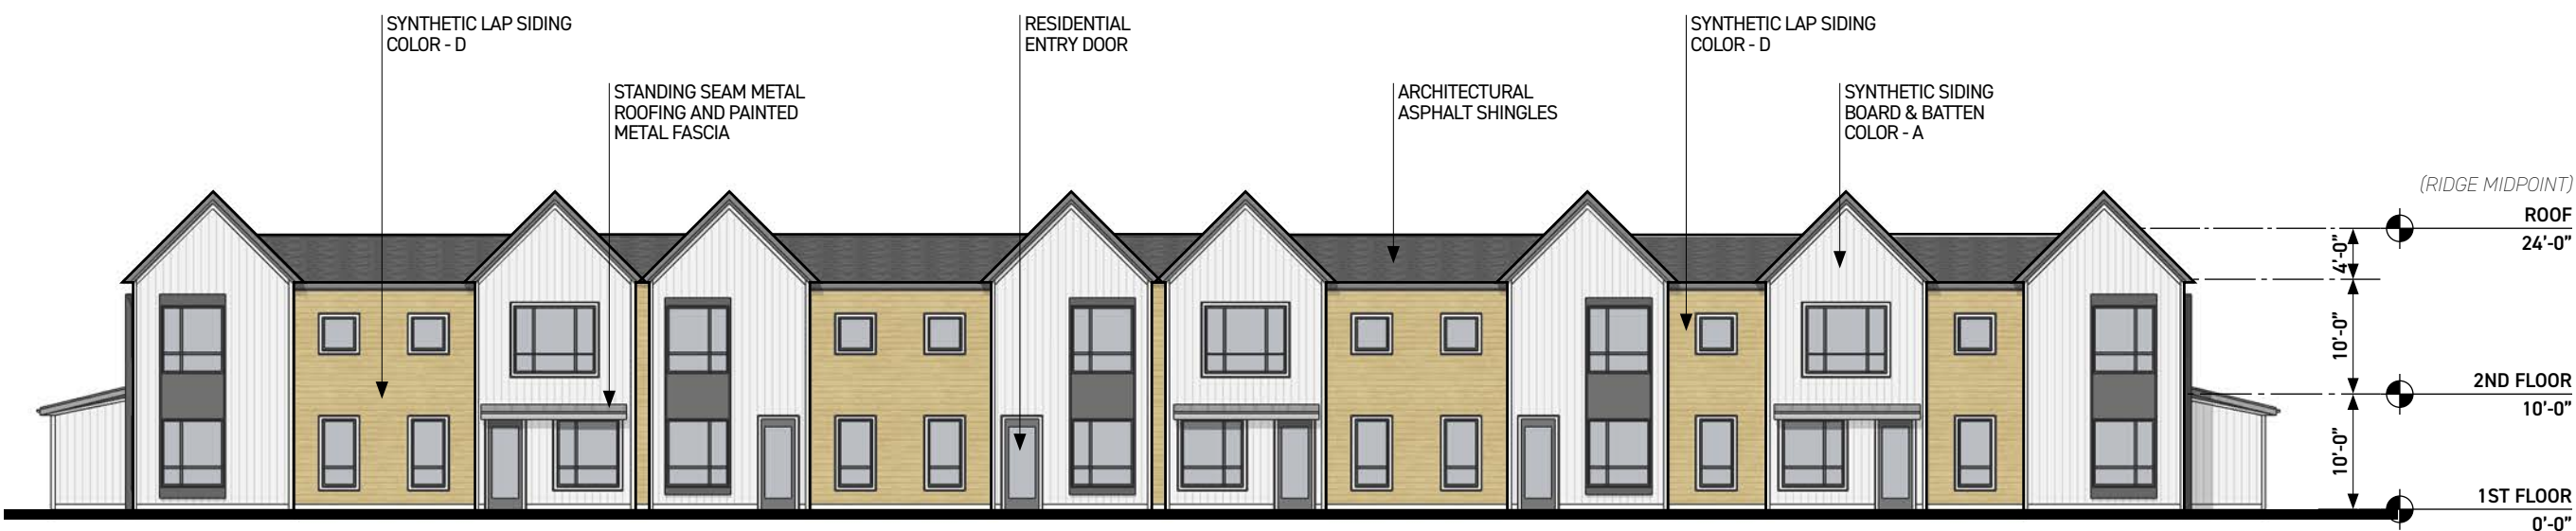 SYNTHETIC LAP SIDING
COLOR - D
RESIDENTIAL
ENTRY DOOR
SYNTHETIC LAP SIDING
COLOR - D
STANDING SEAM METAL
ROOFING AND PAINTED
METAL FASCIA
ARCHITECTURAL
ASPHALT SHINGLES
SYNTHETIC SIDING
BOARD & BATTEN
COLOR - A
(RIDGE MIDPOINT)
ROOF
24'-0"
4'-0"
10'-0"
2ND FLOOR
10'-0"
10'-0"
1ST FLOOR
0'-0"